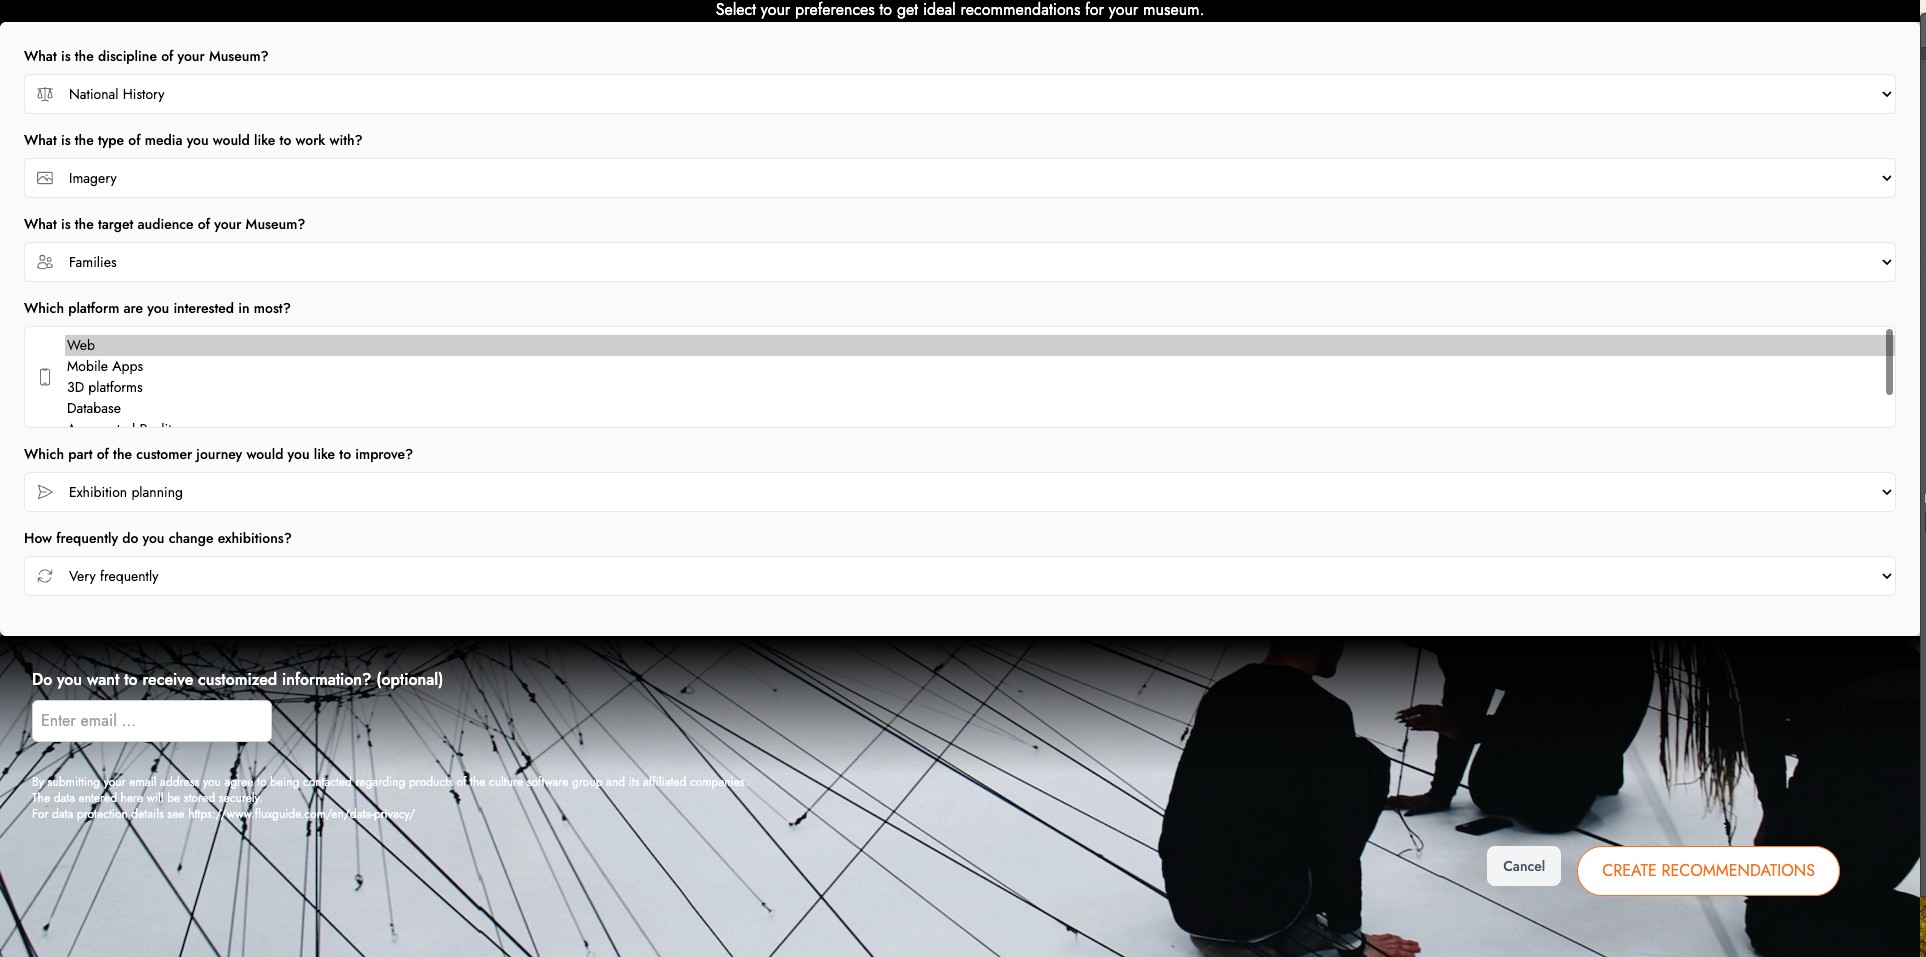 Select your preferences to get ideal recommendations for your museum.
What is the discipline of your Museum?
National History
What is the type of media you would like to work with?
Imagery
What is the target audience of your Museum?
Families
Which platform are you interested in most?
Web
Mobile Apps
3D platforms
Database
Which part of the customer journey would you like to improve?
Exhibition planning
How frequently do you change exhibitions?
Very frequently
Do you want to receive customized information? (optional)
Enter email ...
By submitting your email address you agree to being contacted regarding products of the culture software group and its affiliated companies.
The data entered here will be stored securely.
For data protection details see https://www.fluxguide.com/en/data-privacy/
Cancel
CREATE RECOMMENDATIONS